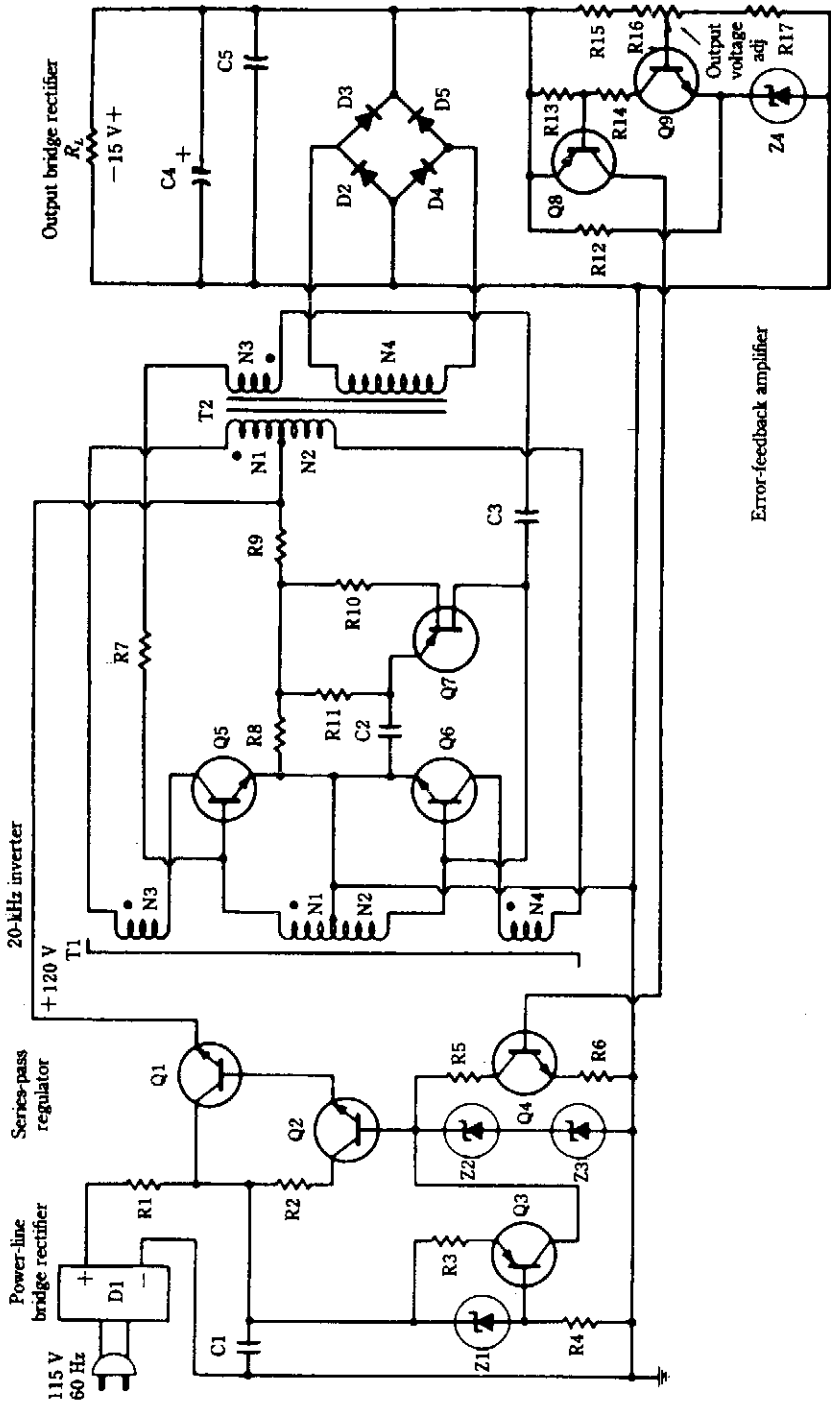 Power-line
bridge rectifier
Series-pass
regulator
20-kHz inverter
Output bridge rectifier
115 V
60 Hz
D1
+
−
R1
C1
R2
Q1
Q2
+120 V
Z1
R3
R4
Q3
Z2
Z3
R5
Q4
R6
T1
N3
N1
N2
N4
R7
Q5
R8
R9
R11
C2
R10
Q6
Q7
C3
T2
N1
N2
N3
N4
RL
−15 V +
C4
+
C5
D2
D3
D4
D5
R12
Q8
R13
R14
Q9
R15
R16
Output
voltage
adj
R17
Z4
Error-feedback amplifier